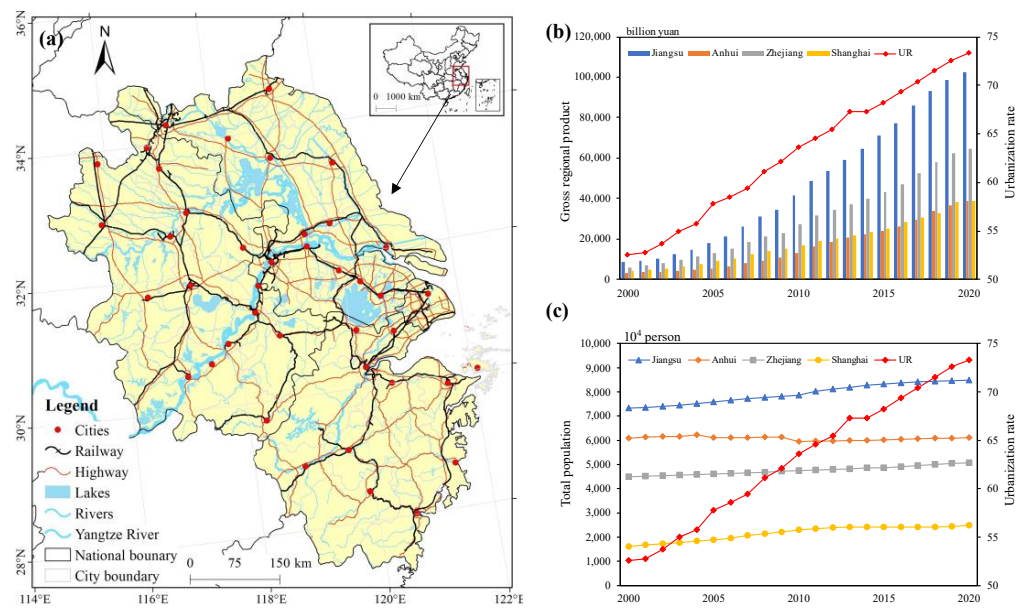 (a)
N
36°N
34°N
32°N
30°N
28°N
0 1000 km
Legend
Cities
Railway
Highway
Lakes
Rivers
Yangtze River
National bounary
City boundary
0 75 150 km
114°E 116°E 118°E 120°E 122°E
(b)
billion yuan
Jiangsu Anhui Zhejiang Shanghai UR
Gross regional product
120,000
100,000
80,000
60,000
40,000
20,000
0
2000 2005 2010 2015 2020
75
70
65
60
55
50
Urbanization rate
(c)
10⁴ person
Jiangsu Anhui Zhejiang Shanghai UR
Total population
10,000
9,000
8,000
7,000
6,000
5,000
4,000
3,000
2,000
1,000
0
2000 2005 2010 2015 2020
75
70
65
60
55
50
Urbanization rate